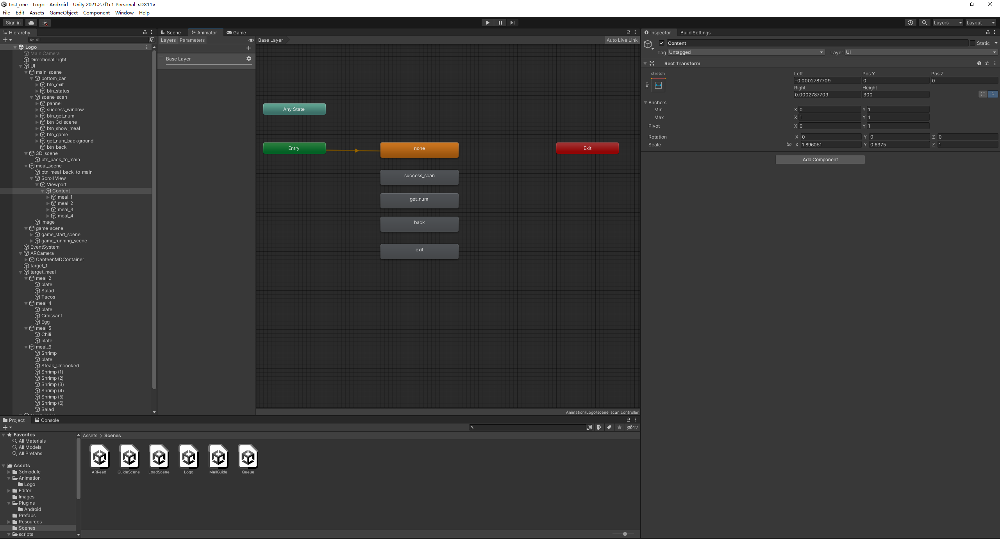 test_one - Logo - Android - Unity 2021.2.7f1c1 Personal <DX11>
File Edit Assets GameObject Component Window Help
Sign in
Layers Layout
Hierarchy
All
Logo
Main Camera
Directional Light
UI
main_scene
bottom_bar
btn_exit
btn_status
scene_scan
pannel
success_window
btn_get_num
btn_3d_scene
btn_show_meal
btn_game
get_num_background
btn_back
3D_scene
btn_back_to_main
meal_scene
btn_meal_back_to_main
Scroll View
Viewport
Content
meal_1
meal_2
meal_3
meal_4
Image
game_scene
game_start_scene
game_running_scene
EventSystem
ARCamera
CanteenMDContainer
target_1
target_meal
meal_2
plate
Salad
Tacos
meal_4
plate
Croissant
Egg
meal_5
Chili
plate
meal_6
Shrimp
plate
Steak_Uncooked
Shrimp (1)
Shrimp (2)
Shrimp (3)
Shrimp (4)
Shrimp (5)
Shrimp (6)
Salad
Scene Animator Game
Layers Parameters
Base Layer
Auto Live Link
Base Layer
Any State
Entry
none
Exit
success_scan
get_num
back
exit
Animation/Logo/scene_scan.controller
Inspector Build Settings
Content
Static
Tag Untagged
Layer UI
Rect Transform
stretch
top
Left Pos Y Pos Z
-0.0002787709 0 0
Right Height
0.0002787709 300
R
Anchors
Min X 0 Y 1
Max X 1 Y 1
Pivot X 0 Y 1
Rotation X 0 Y 0 Z 0
Scale X 1.896051 Y 0.6375 Z 1
Add Component
Project Console
12
Favorites
All Materials
All Models
All Prefabs
Assets
3dmodule
Animation
Logo
Editor
Images
Plugins
Android
Prefabs
Resources
Scenes
scripts
Assets > Scenes
ARRead GuideScene LoadScene Logo MallGuide Queue